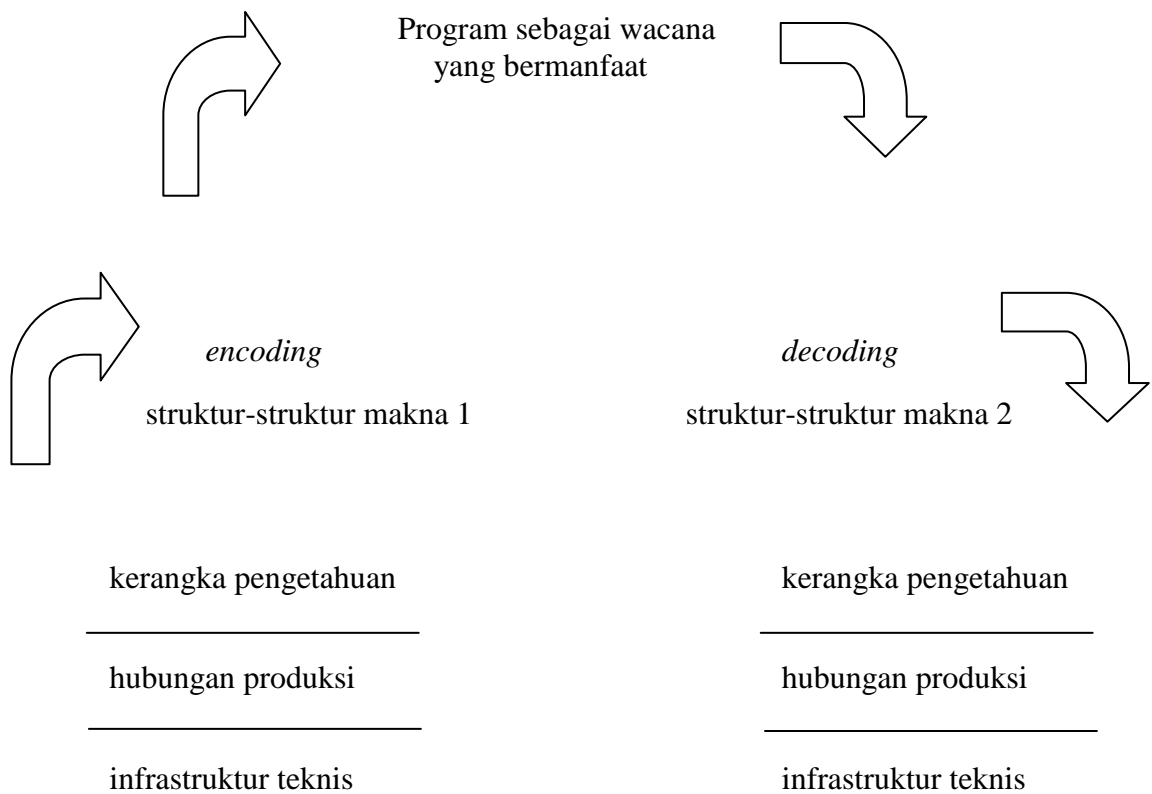 Program sebagai wacana
yang bermanfaat
encoding
decoding
struktur-struktur makna 1
struktur-struktur makna 2
kerangka pengetahuan
kerangka pengetahuan
hubungan produksi
hubungan produksi
infrastruktur teknis
infrastruktur teknis